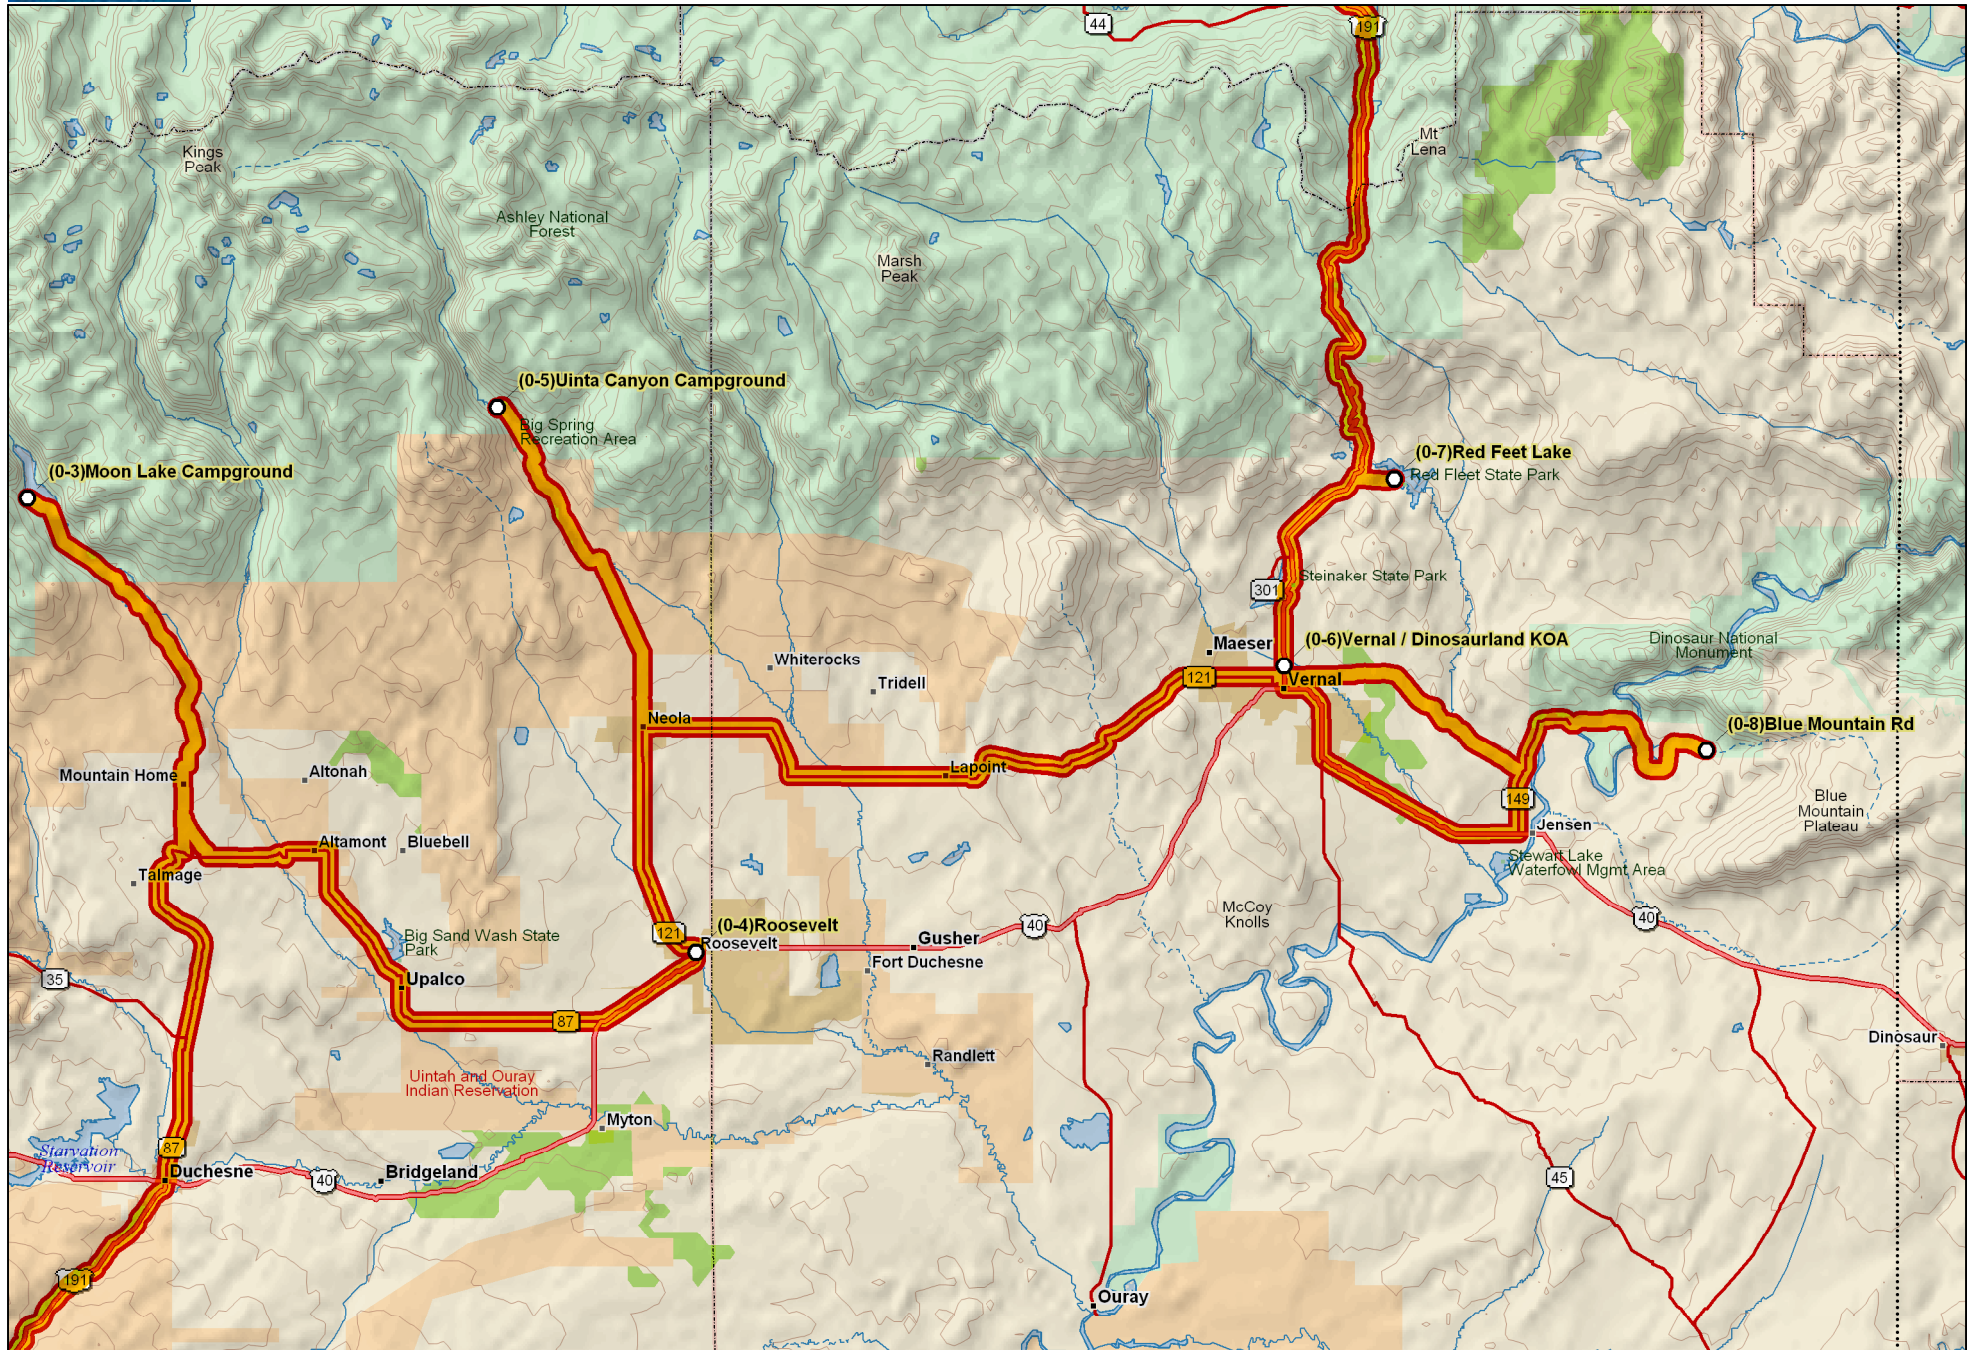 44
191
Mt
Lena
Kings
Peak
Ashley National
Forest
Marsh
Peak
(0-5)Uinta Canyon Campground
Big Spring
Recreation Area
(0-3)Moon Lake Campground
(0-7)Red Feet Lake
Red Fleet State Park
Steinaker State Park
301
Maeser
(0-6)Vernal / Dinosaurland KOA
Dinosaur National
Monument
Whiterocks
121
Vernal
Tridell
Neola
(0-8)Blue Mountain Rd
Lapoint
Mountain Home
Altonah
149
Blue
Mountain
Plateau
Jensen
Altamont
Bluebell
Stewart Lake
Waterfowl Mgmt Area
Talmage
McCoy
Knolls
40
(0-4)Roosevelt
121
Roosevelt
Big Sand Wash State
Park
Gusher
40
Fort Duchesne
35
Upalco
87
Dinosaur
Randlett
Uintah and Ouray
Indian Reservation
Myton
87
Starvation
Reservoir
Duchesne
40
Bridgeland
45
191
Ouray